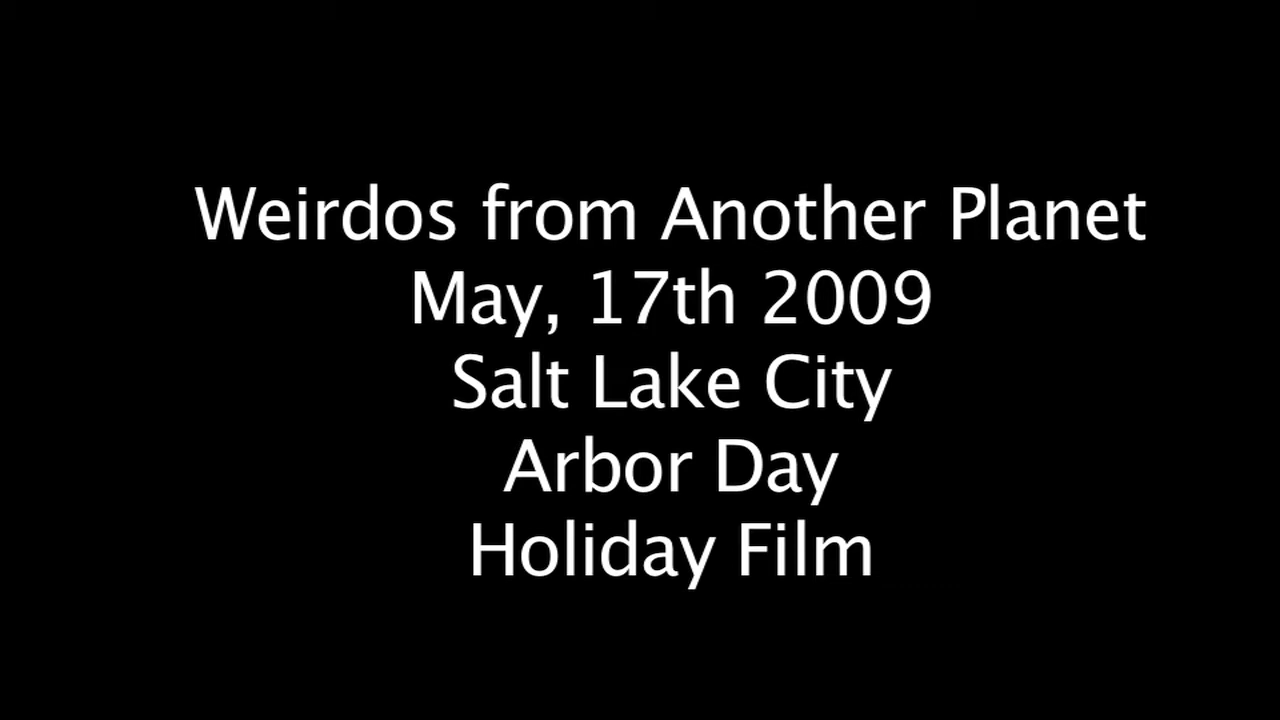 Weirdos from Another Planet
May, 17th 2009
Salt Lake City
Arbor Day
Holiday Film